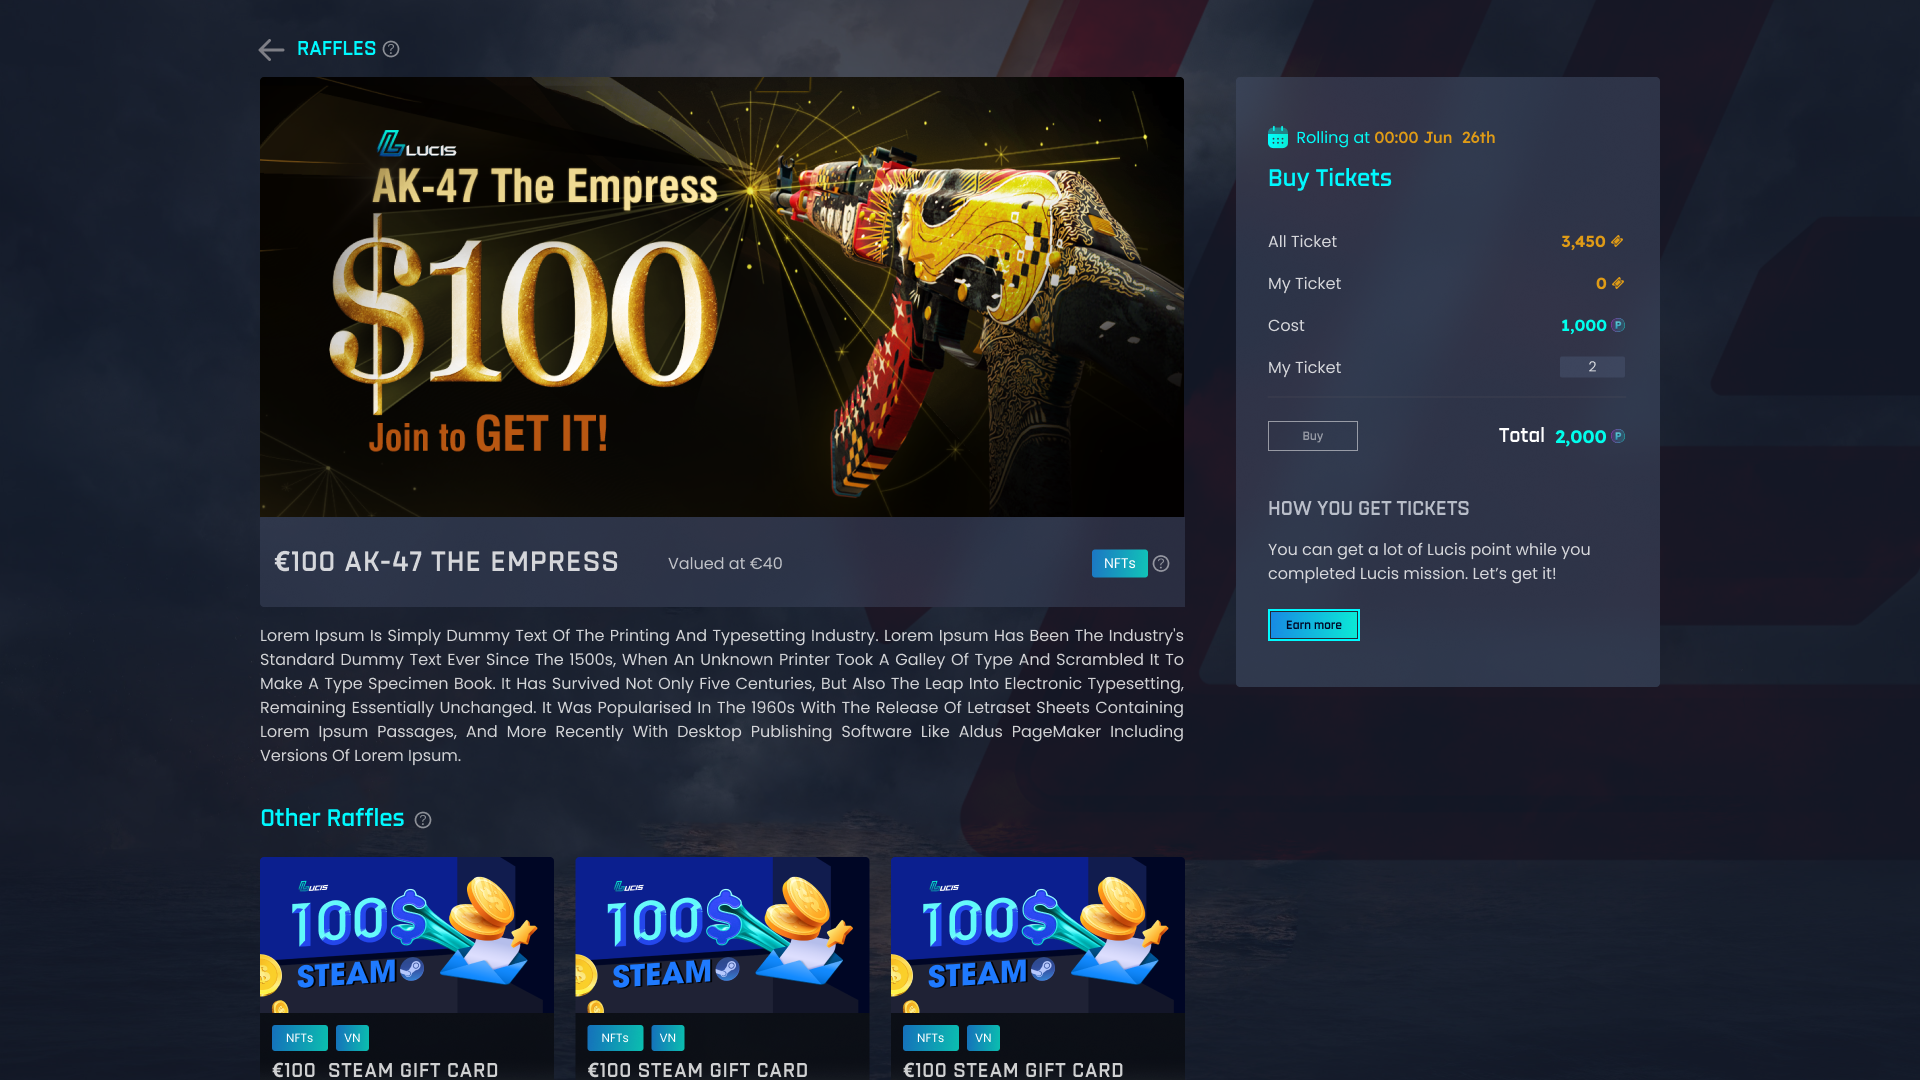 RAFFLES
LUCIS
AK-47 The Empress
$100
Join to GET IT!
€100 AK-47 THE EMPRESS
Valued at €40
NFTs
Lorem Ipsum Is Simply Dummy Text Of The Printing And Typesetting Industry. Lorem Ipsum Has Been The Industry's
Standard Dummy Text Ever Since The 1500s, When An Unknown Printer Took A Galley Of Type And Scrambled It To
Make A Type Specimen Book. It Has Survived Not Only Five Centuries, But Also The Leap Into Electronic Typesetting,
Remaining Essentially Unchanged. It Was Popularised In The 1960s With The Release Of Letraset Sheets Containing
Lorem Ipsum Passages, And More Recently With Desktop Publishing Software Like Aldus PageMaker Including
Versions Of Lorem Ipsum.
Rolling at 00:00 Jun 26th
Buy Tickets
All Ticket 3,450
My Ticket 0
Cost 1,000 P
My Ticket 2
Buy Total 2,000 P
HOW YOU GET TICKETS
You can get a lot of Lucis point while you
completed Lucis mission. Let's get it!
Earn more
Other Raffles
LUCIS
100$
STEAM
NFTs VN
€100 STEAM GIFT CARD
LUCIS
100$
STEAM
NFTs VN
€100 STEAM GIFT CARD
LUCIS
100$
STEAM
NFTs VN
€100 STEAM GIFT CARD